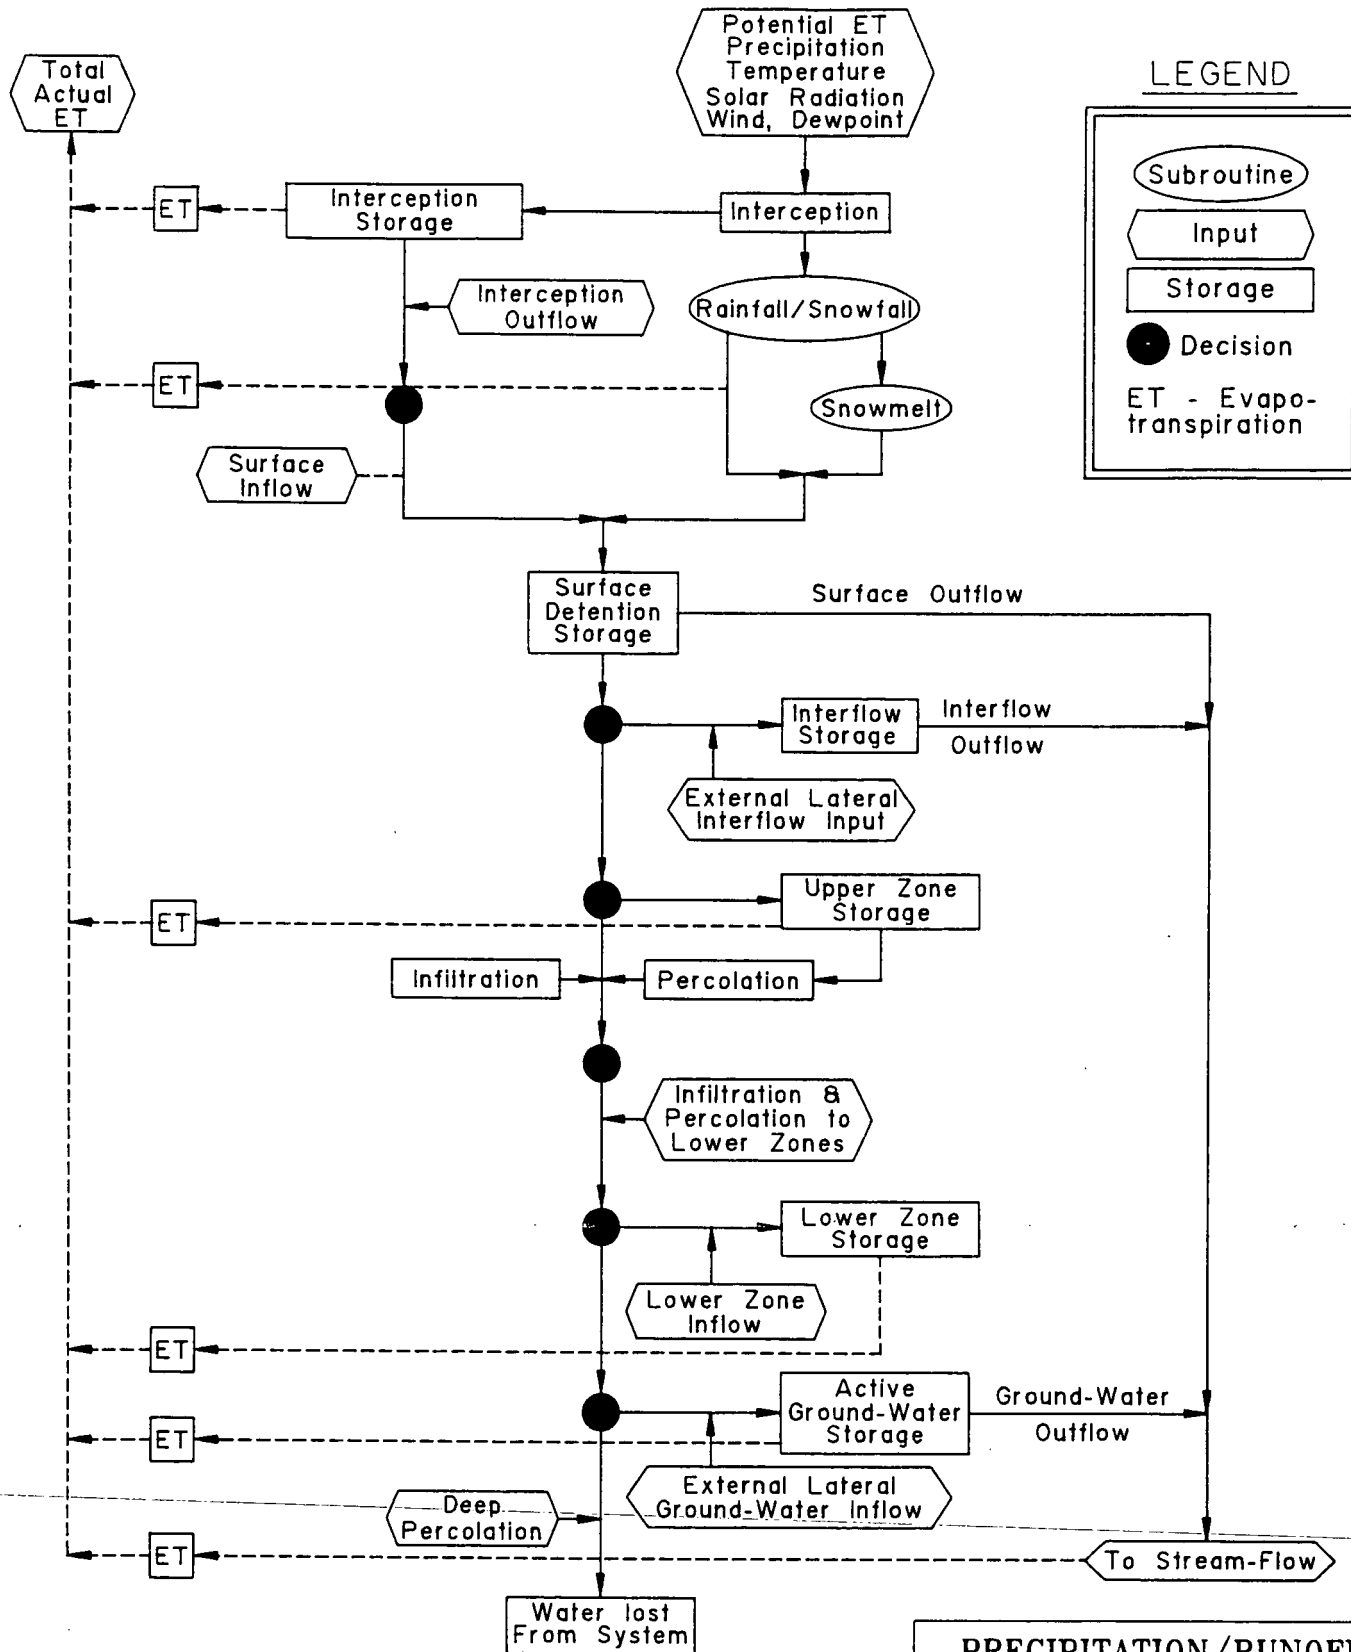 Potential ET
Precipitation
Temperature
Solar Radiation
Wind, Dewpoint
Total
Actual
ET
LEGEND
Subroutine
Input
Storage
Decision
ET - Evapo-
transpiration
ET
Interception
Storage
Interception
Interception
Outflow
Rainfall/Snowfall
ET
Snowmelt
Surface
Inflow
Surface
Detention
Storage
Surface Outflow
Interflow
Storage
Interflow
Outflow
External Lateral
Interflow Input
Upper Zone
Storage
ET
Infiltration
Percolation
Infiltration &
Percolation to
Lower Zones
Lower Zone
Storage
Lower Zone
Inflow
ET
Active
Ground-Water
Storage
Ground-Water
Outflow
ET
External Lateral
Ground-Water Inflow
Deep
Percolation
ET
To Stream-Flow
Water lost
From System
PRECIPITATION/RUNOFF